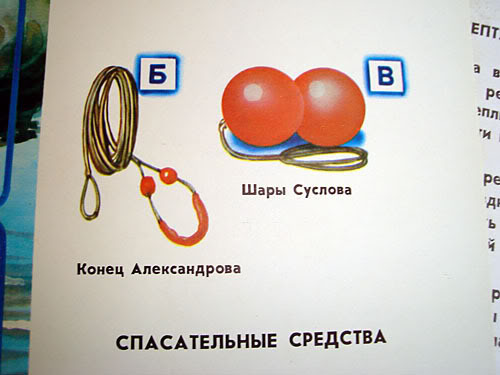 Б
В
Шары Суслова
Конец Александрова
СПАСАТЕЛЬНЫЕ СРЕДСТВА